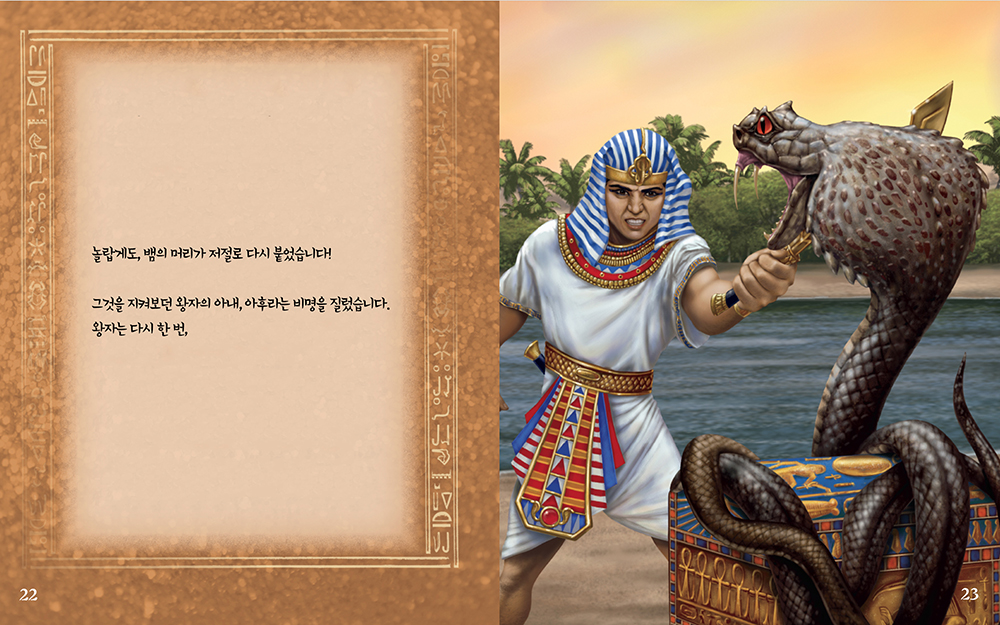 놀랍게도, 뱀의 머리가 저절로 다시 붙었습니다!
그것을 지켜보던 왕자의 아내, 아후라는 비명을 질렀습니다.
왕자는 다시 한 번,
22
23